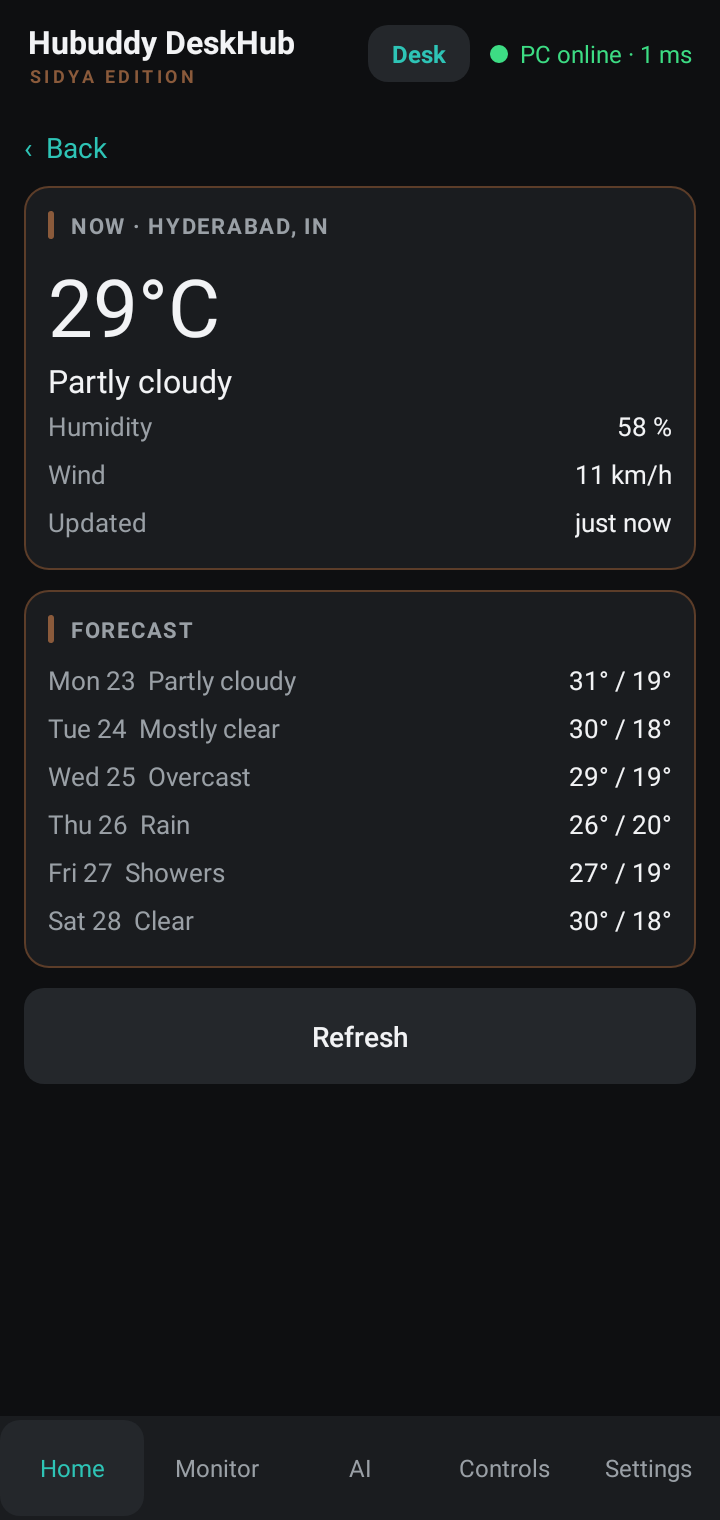 Hubuddy DeskHub
SIDYA EDITION
Desk
PC online · 1 ms
‹ Back
NOW · HYDERABAD, IN
29°C
Partly cloudy
Humidity 58 %
Wind 11 km/h
Updated just now
FORECAST
Mon 23 Partly cloudy 31° / 19°
Tue 24 Mostly clear 30° / 18°
Wed 25 Overcast 29° / 19°
Thu 26 Rain 26° / 20°
Fri 27 Showers 27° / 19°
Sat 28 Clear 30° / 18°
Refresh
Home Monitor AI Controls Settings